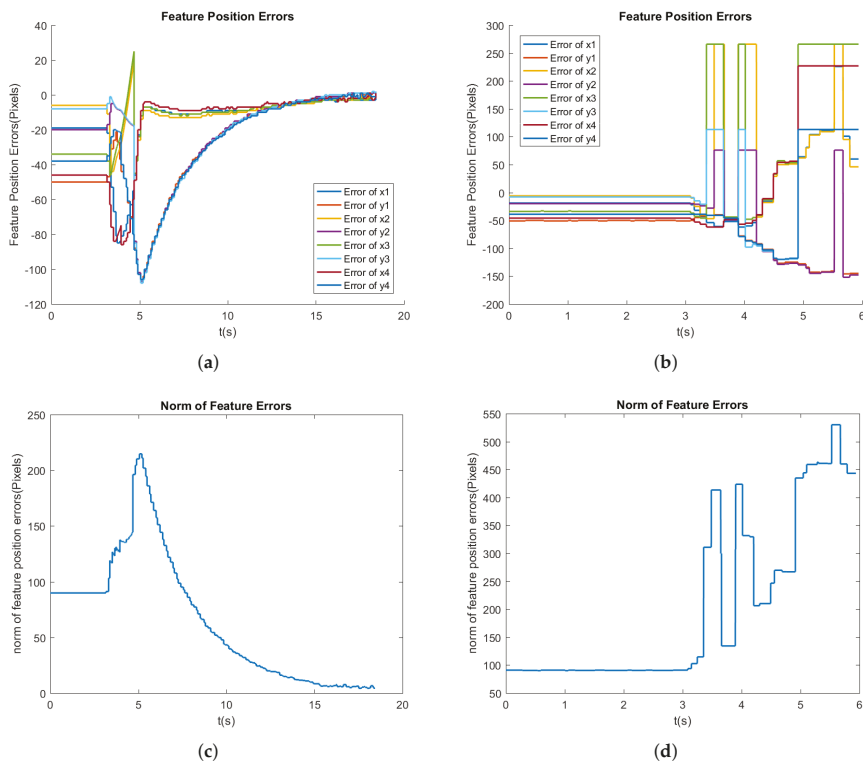 Feature Position Errors
Feature Position Errors(Pixels)
40
20
0
-20
-40
-60
-80
-100
-120
0
5
10
15
20
t(s)
Error of x1
Error of y1
Error of x2
Error of y2
Error of x3
Error of y3
Error of x4
Error of y4
(a)
Feature Position Errors
Feature Position Errors(Pixels)
300
250
200
150
100
50
0
-50
-100
-150
-200
0
1
2
3
4
5
6
t(s)
Error of x1
Error of y1
Error of x2
Error of y2
Error of x3
Error of y3
Error of x4
Error of y4
(b)
Norm of Feature Errors
norm of feature position errors(Pixels)
250
200
150
100
50
0
0
5
10
15
20
t(s)
(c)
Norm of Feature Errors
norm of feature position errors(Pixels)
550
500
450
400
350
300
250
200
150
100
50
0
1
2
3
4
5
6
t(s)
(d)